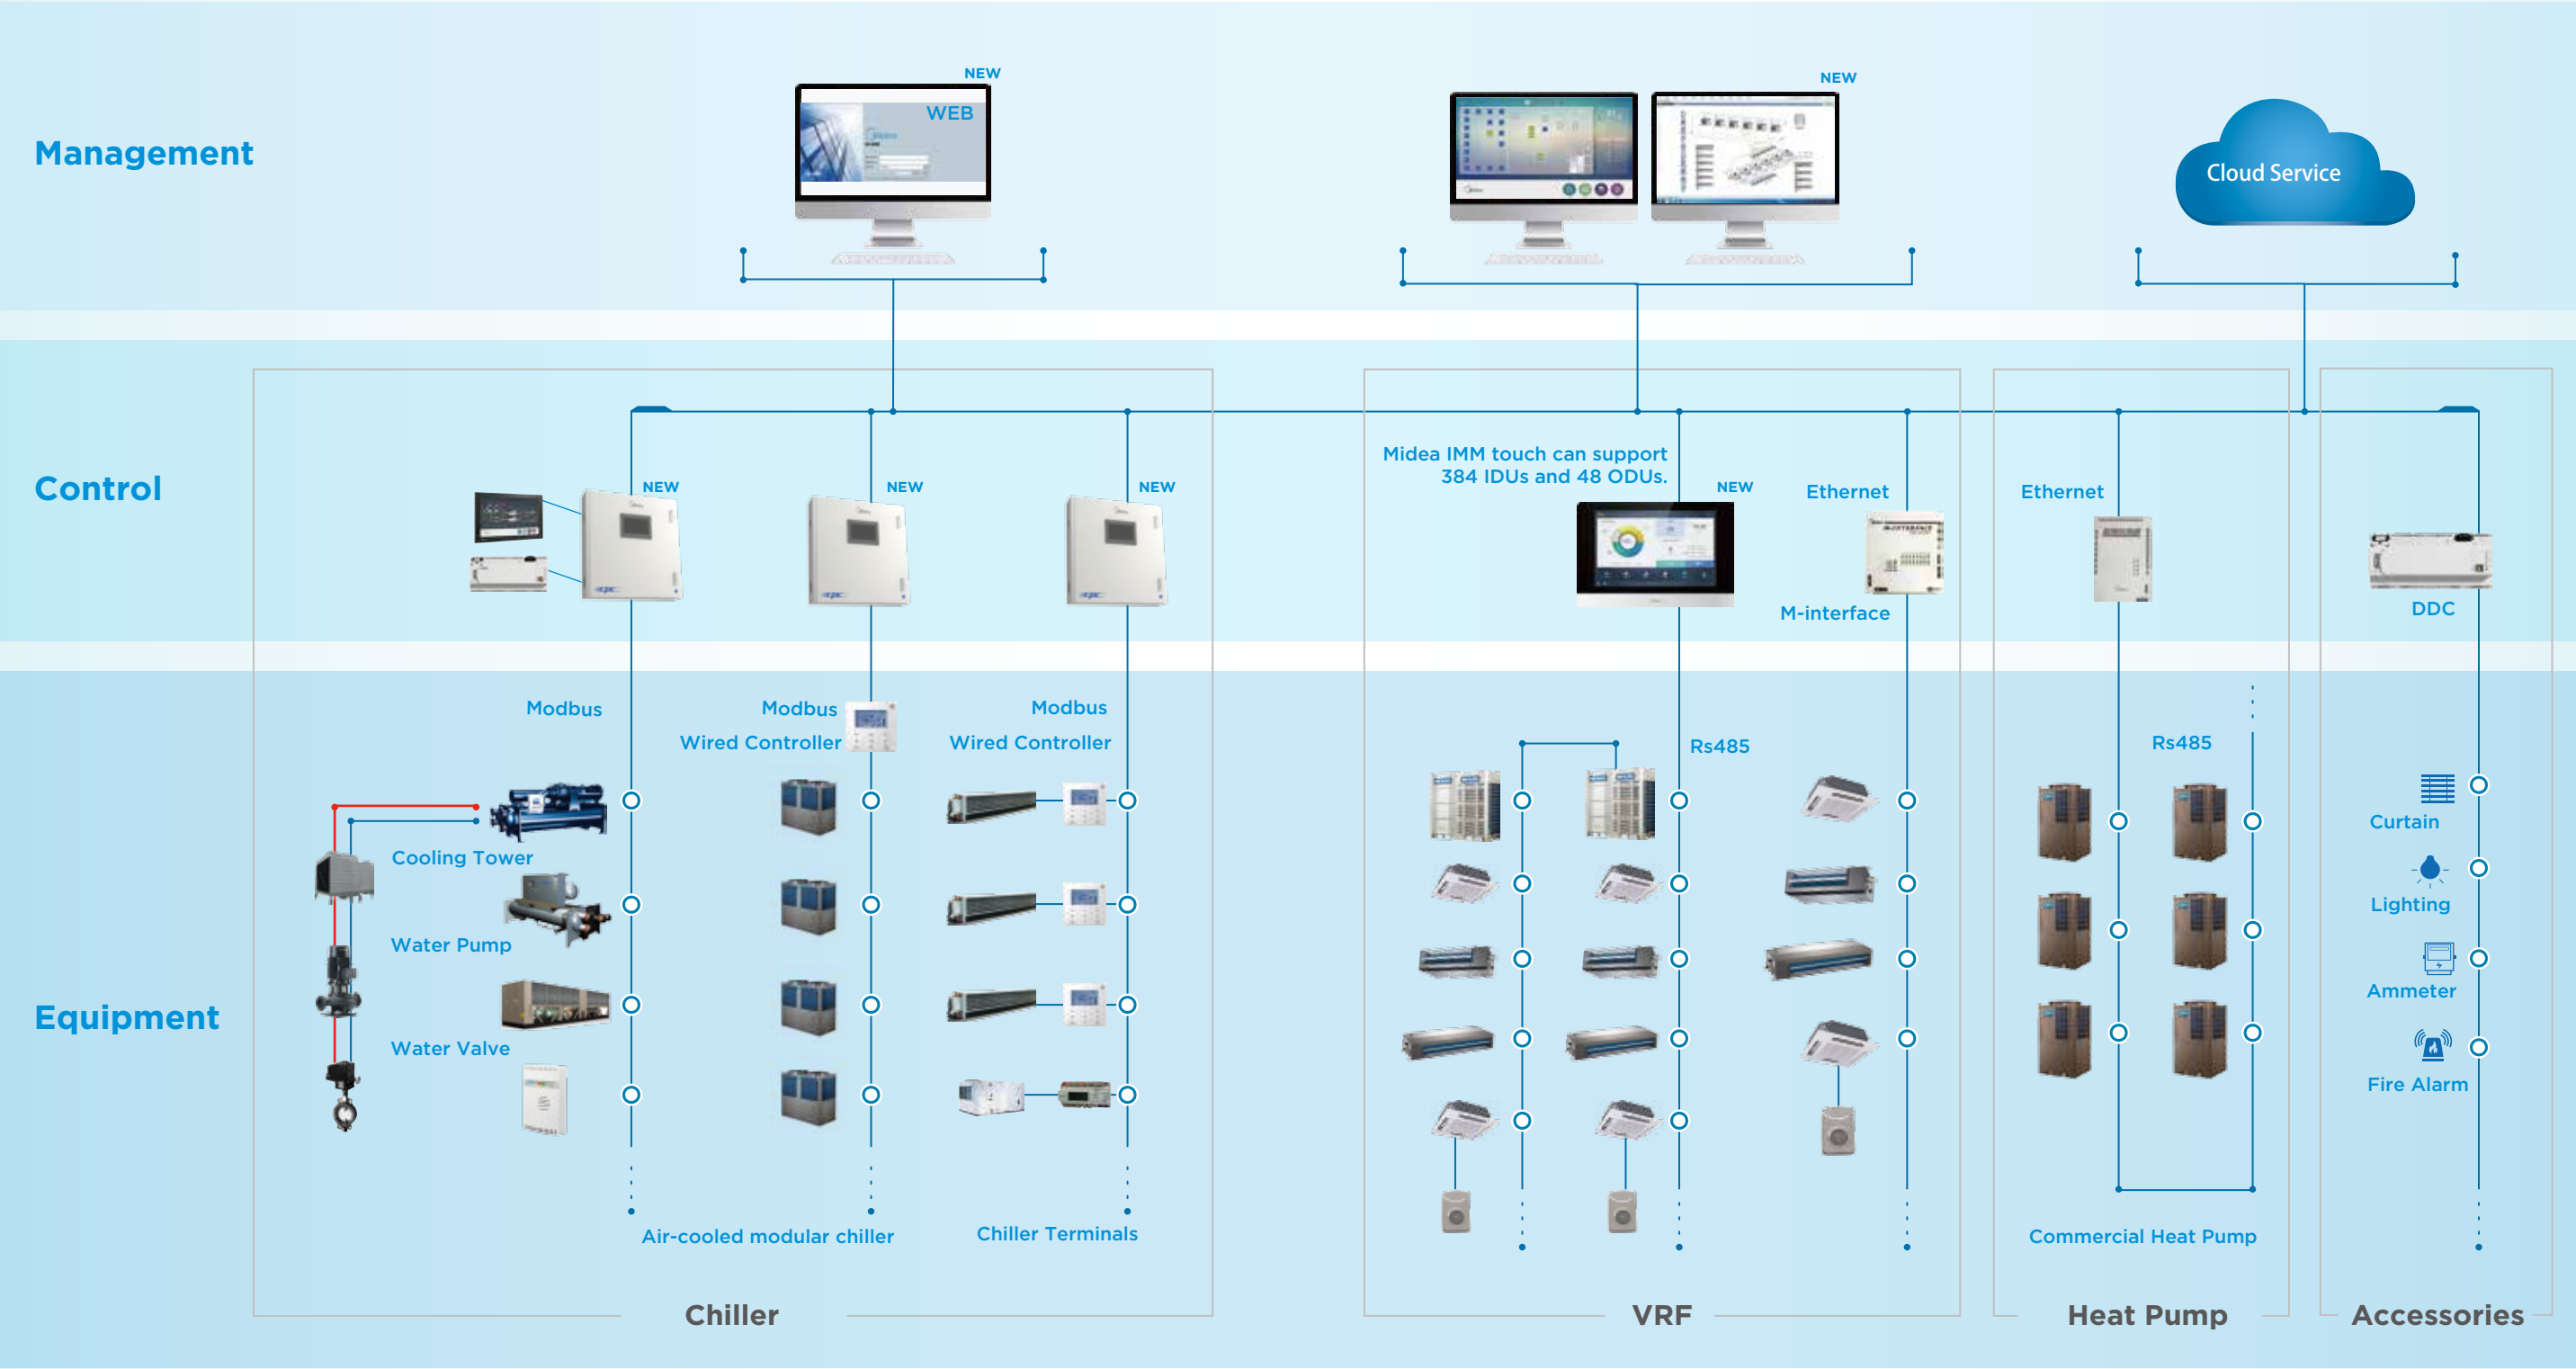 NEW
WEB
NEW
Management
Cloud Service
Midea IMM touch can support
384 IDUs and 48 ODUs.
Control
NEW
NEW
NEW
NEW
Ethernet
Ethernet
M-interface
DDC
Modbus
Modbus
Modbus
Wired Controller
Wired Controller
Rs485
Rs485
Cooling Tower
Water Pump
Water Valve
Equipment
Curtain
Lighting
Ammeter
Fire Alarm
Air-cooled modular chiller
Chiller Terminals
Commercial Heat Pump
Chiller
VRF
Heat Pump
Accessories